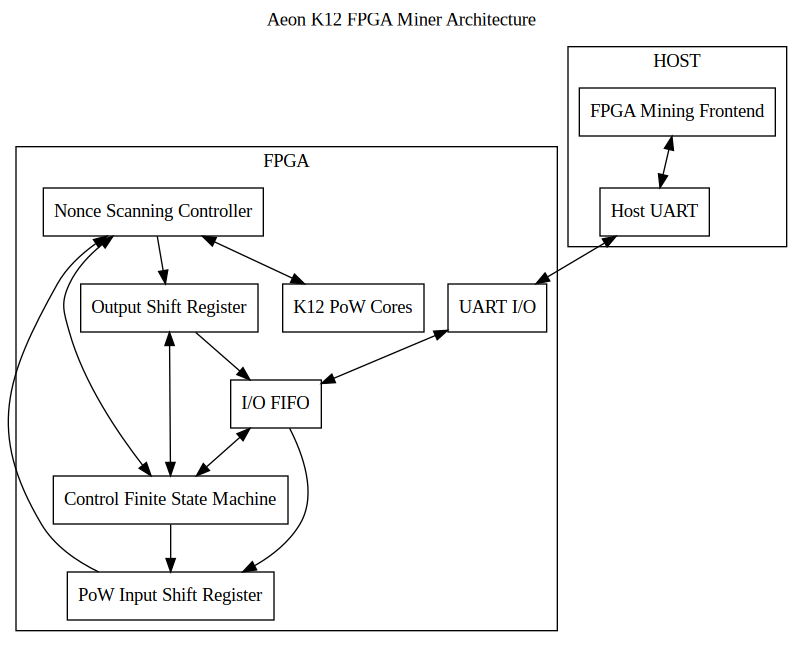 Aeon K12 FPGA Miner Architecture
HOST
FPGA Mining Frontend
Host UART
FPGA
Nonce Scanning Controller
Output Shift Register
K12 PoW Cores
UART I/O
I/O FIFO
Control Finite State Machine
PoW Input Shift Register